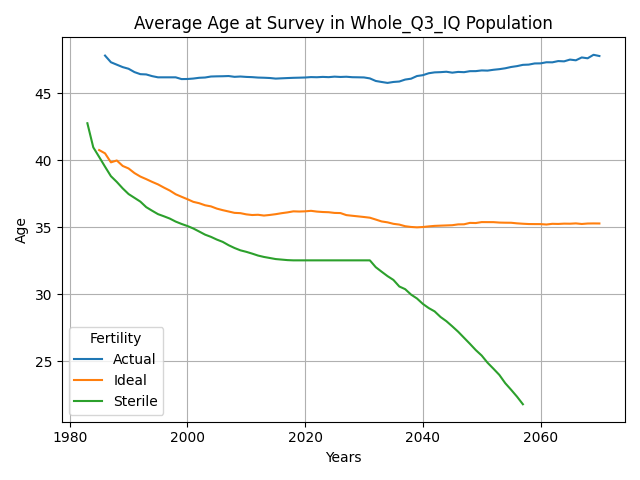 Average Age at Survey in Whole_Q3_IQ Population
Age
45
40
35
30
25
Fertility
Actual
Ideal
Sterile
1980
2000
2020
2040
2060
Years